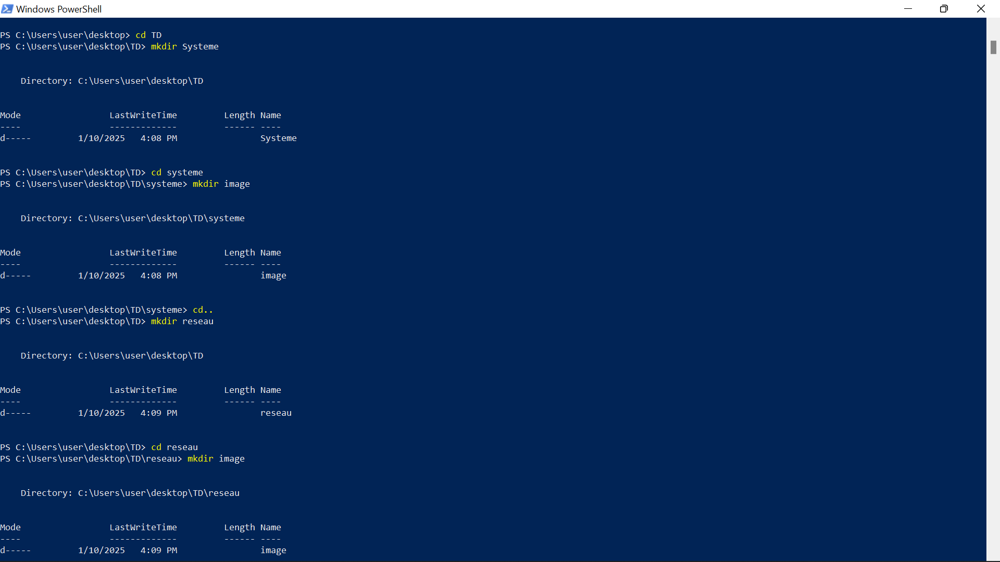 Windows PowerShell
PS C:\Users\user\desktop> cd TD
PS C:\Users\user\desktop\TD> mkdir Systeme
    Directory: C:\Users\user\desktop\TD
Mode                 LastWriteTime         Length Name
----                 -------------         ------ ----
d-----         1/10/2025   4:08 PM                Systeme
PS C:\Users\user\desktop\TD> cd systeme
PS C:\Users\user\desktop\TD\systeme> mkdir image
    Directory: C:\Users\user\desktop\TD\systeme
Mode                 LastWriteTime         Length Name
----                 -------------         ------ ----
d-----         1/10/2025   4:08 PM                image
PS C:\Users\user\desktop\TD\systeme> cd..
PS C:\Users\user\desktop\TD> mkdir reseau
    Directory: C:\Users\user\desktop\TD
Mode                 LastWriteTime         Length Name
----                 -------------         ------ ----
d-----         1/10/2025   4:09 PM                reseau
PS C:\Users\user\desktop\TD> cd reseau
PS C:\Users\user\desktop\TD\reseau> mkdir image
    Directory: C:\Users\user\desktop\TD\reseau
Mode                 LastWriteTime         Length Name
----                 -------------         ------ ----
d-----         1/10/2025   4:09 PM                image